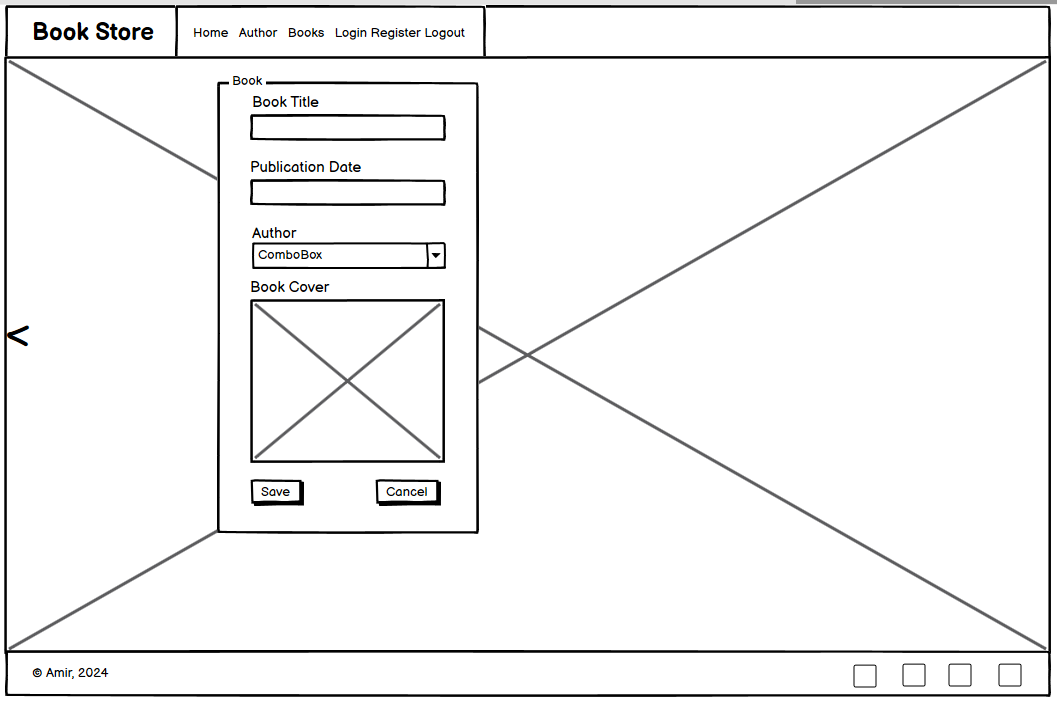 Book Store
Home Author Books Login Register Logout
Book
Book Title
Publication Date
Author
ComboBox
Book Cover
<
Save Cancel
© Amir, 2024